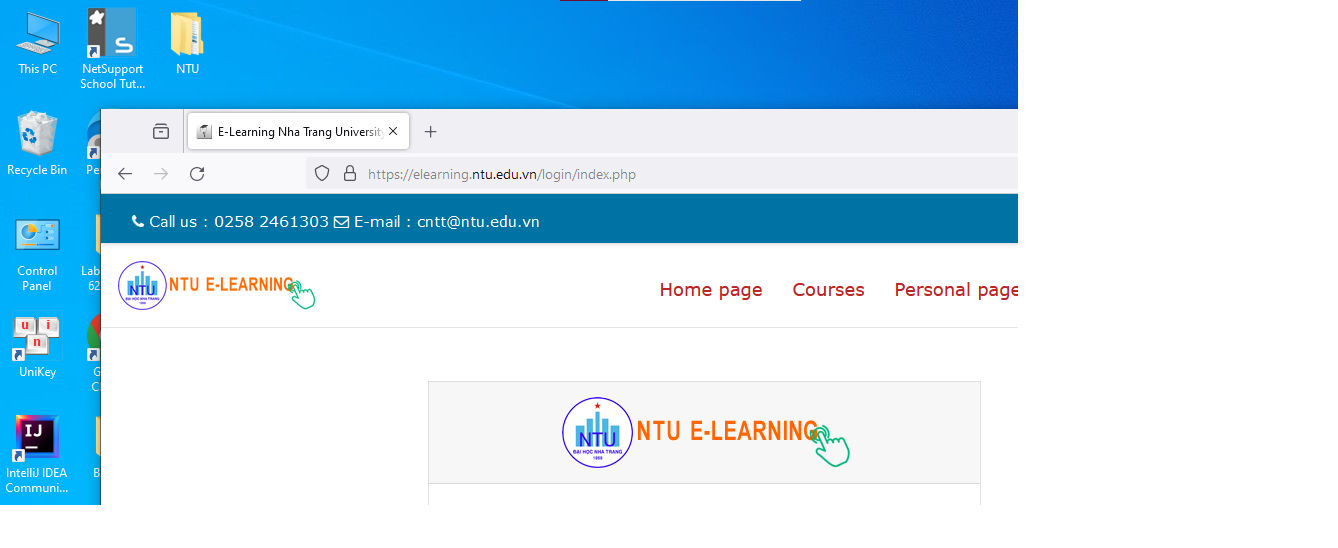 This PC
NetSupport
School Tut...
NTU
Recycle Bin
Pe
Control
Panel
Lab
62
UniKey
G
C
IntelliJ IDEA
Communi...
B
E-Learning Nha Trang University
https://elearning.ntu.edu.vn/login/index.php
Call us : 0258 2461303 E-mail : cntt@ntu.edu.vn
NTU
ĐẠI HỌC NHA TRANG
1959
NTU E-LEARNING
Home page Courses Personal page
NTU
ĐẠI HỌC NHA TRANG
1959
NTU E-LEARNING